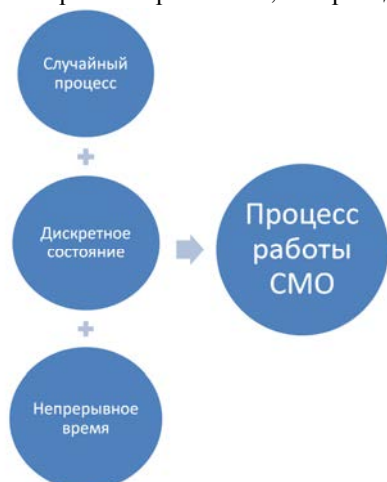 Случайный
процесс
Дискретное
состояние
Непрерывное
время
Процесс
работы
СМО